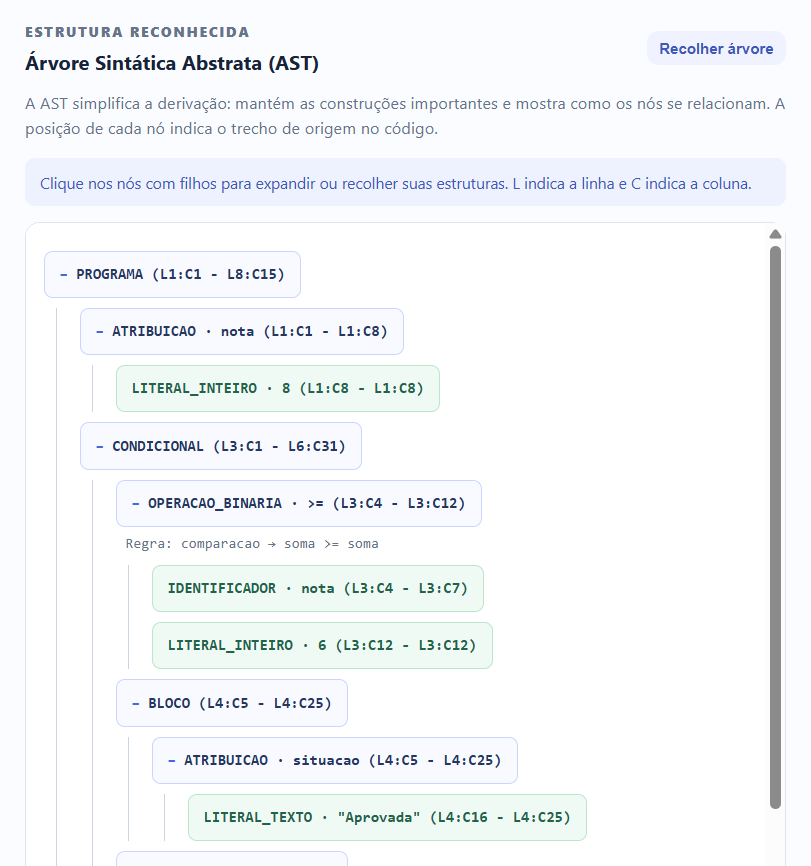 ESTRUTURA RECONHECIDA
Árvore Sintática Abstrata (AST)
Recolher árvore
A AST simplifica a derivação: mantém as construções importantes e mostra como os nós se relacionam. A
posição de cada nó indica o trecho de origem no código.
Clique nos nós com filhos para expandir ou recolher suas estruturas. L indica a linha e C indica a coluna.
− PROGRAMA (L1:C1 - L8:C15)
− ATRIBUICAO · nota (L1:C1 - L1:C8)
LITERAL_INTEIRO · 8 (L1:C8 - L1:C8)
− CONDICIONAL (L3:C1 - L6:C31)
− OPERACAO_BINARIA · >= (L3:C4 - L3:C12)
Regra: comparacao → soma >= soma
IDENTIFICADOR · nota (L3:C4 - L3:C7)
LITERAL_INTEIRO · 6 (L3:C12 - L3:C12)
− BLOCO (L4:C5 - L4:C25)
− ATRIBUICAO · situacao (L4:C5 - L4:C25)
LITERAL_TEXTO · "Aprovada" (L4:C16 - L4:C25)